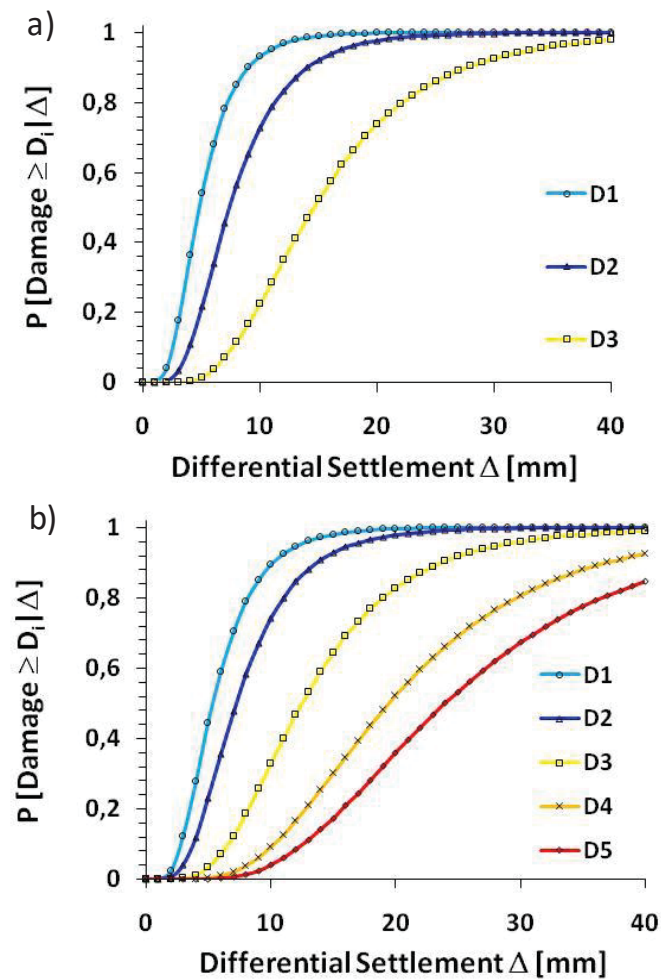 a)
P [Damage ≥ Dᵢ|Δ]
1
0,8
0,6
0,4
0,2
0
0 10 20 30 40
Differential Settlement Δ [mm]
D1
D2
D3
b)
P [Damage ≥ Dᵢ|Δ]
1
0,8
0,6
0,4
0,2
0
0 10 20 30 40
Differential Settlement Δ [mm]
D1
D2
D3
D4
D5